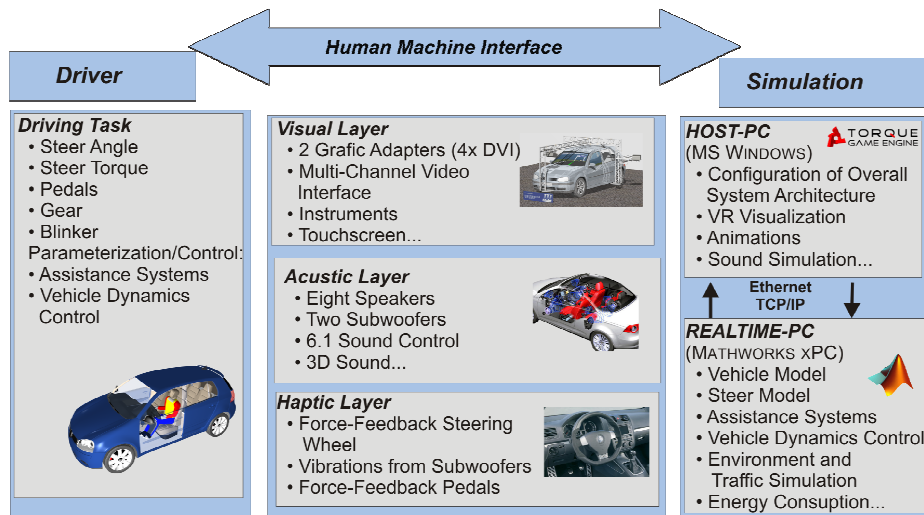 Human Machine Interface
Driver
Simulation
Driving Task
• Steer Angle
• Steer Torque
• Pedals
• Gear
• Blinker
Parameterization/Control:
• Assistance Systems
• Vehicle Dynamics
Control
Visual Layer
• 2 Grafic Adapters (4x DVI)
• Multi-Channel Video
Interface
• Instruments
• Touchscreen...
Acustic Layer
• Eight Speakers
• Two Subwoofers
• 6.1 Sound Control
• 3D Sound...
Haptic Layer
• Force-Feedback Steering
Wheel
• Vibrations from Subwoofers
• Force-Feedback Pedals
HOST-PC
(MS WINDOWS)
TORQUE
GAME ENGINE
• Configuration of Overall
System Architecture
• VR Visualization
• Animations
• Sound Simulation...
Ethernet
TCP/IP
REALTIME-PC
(MATHWORKS XPC)
• Vehicle Model
• Steer Model
• Assistance Systems
• Vehicle Dynamics Control
• Environment and
Traffic Simulation
• Energy Consuption...